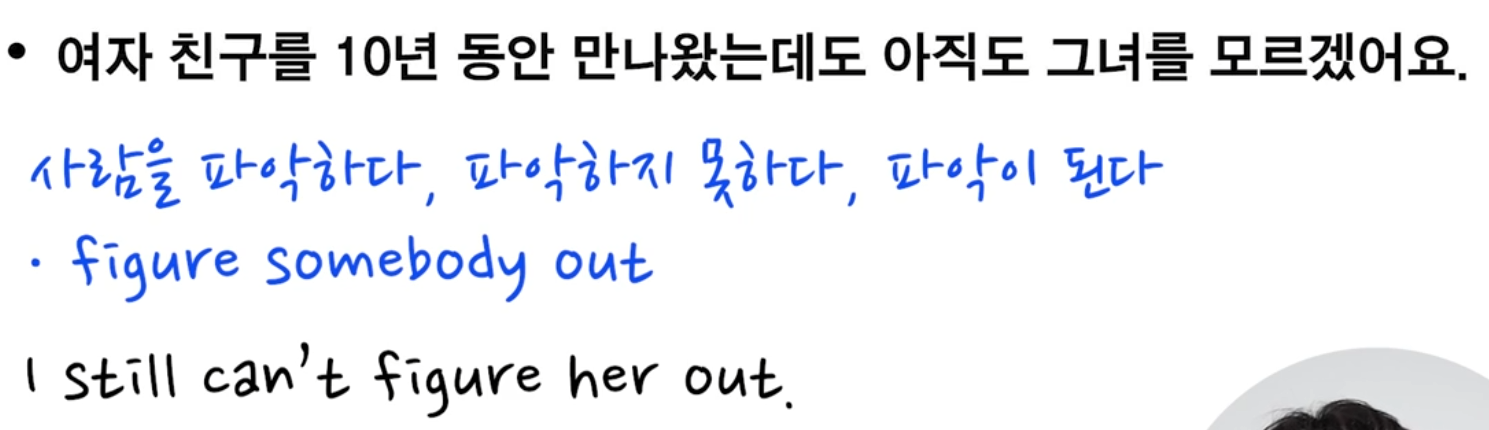 • 여자 친구를 10년 동안 만나왔는데도 아직도 그녀를 모르겠어요.
사람을 파악하다, 파악하지 못하다, 파악이 된다
· figure somebody out
I still can't figure her out.